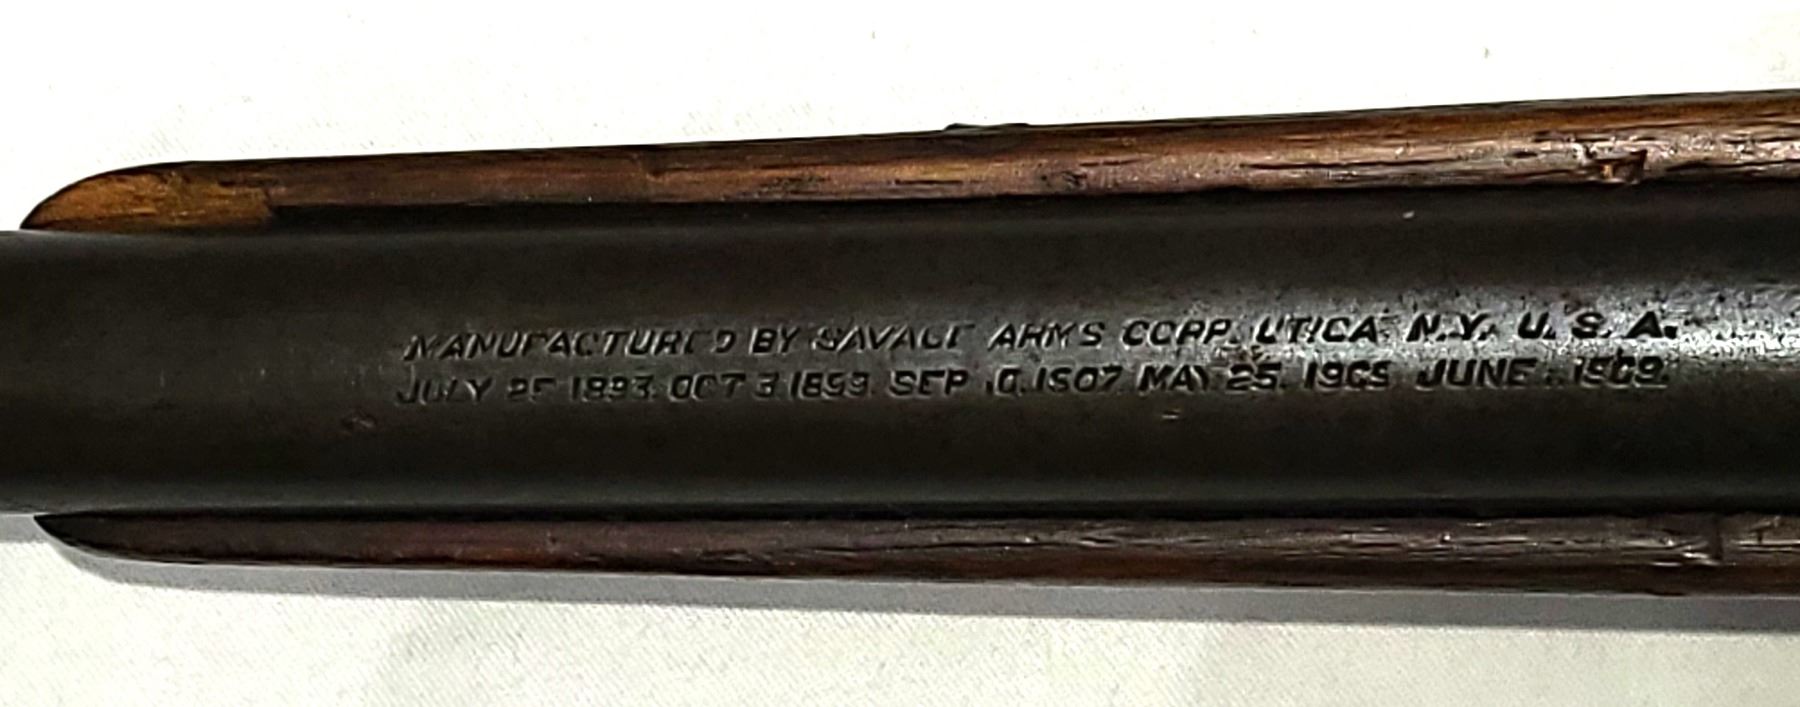 MANUFACTURED BY SAVAGE ARMS CORP. UTICA N.Y. U.S.A.
JULY 25 1893. OCT 3.1899. SEP 10.1907. MAY 25. 1909 JUNE 1909.